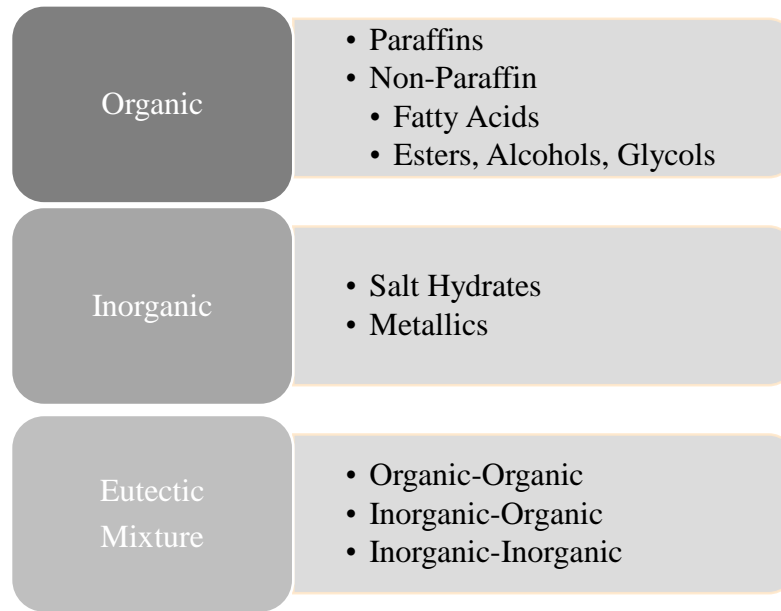 Organic
• Paraffins
• Non-Paraffin
• Fatty Acids
• Esters, Alcohols, Glycols
Inorganic
• Salt Hydrates
• Metallics
Eutectic
Mixture
• Organic-Organic
• Inorganic-Organic
• Inorganic-Inorganic